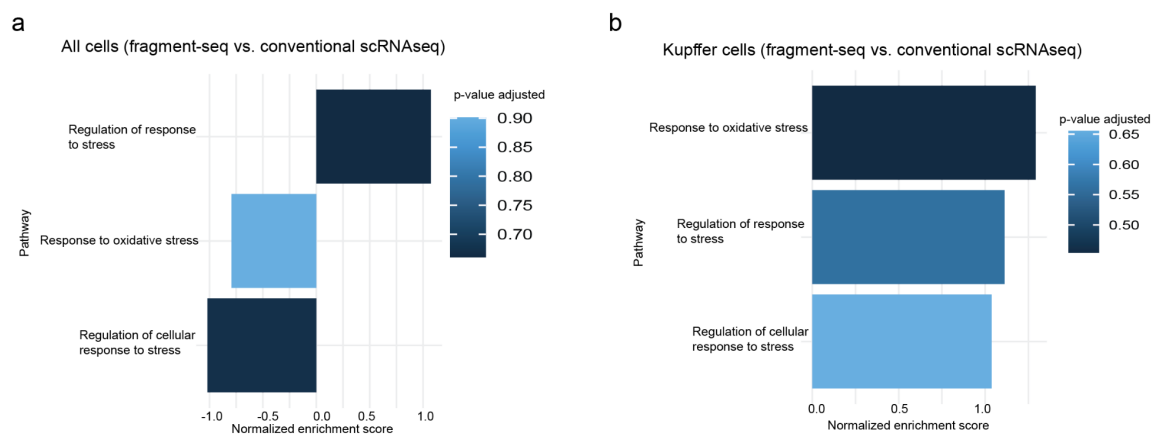 a
All cells (fragment-seq vs. conventional scRNAseq)
Regulation of response
to stress
Response to oxidative stress
Regulation of cellular
response to stress
Pathway
-1.0
-0.5
0.0
0.5
1.0
Normalized enrichment score
p-value adjusted
0.90
0.85
0.80
0.75
0.70
b
Kupffer cells (fragment-seq vs. conventional scRNAseq)
Response to oxidative stress
Regulation of response
to stress
Regulation of cellular
response to stress
Pathway
0.0
0.5
1.0
Normalized enrichment score
p-value adjusted
0.65
0.60
0.55
0.50